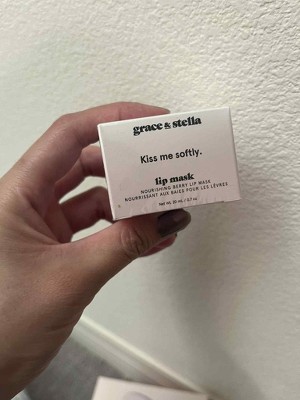 grace & stella
Kiss me softly.
lip mask
NOURISHING BERRY LIP MASK
NOURRISSANT AUX BAIES POUR LES LÈVRES
Net wt. 20 mL / 0.7 oz